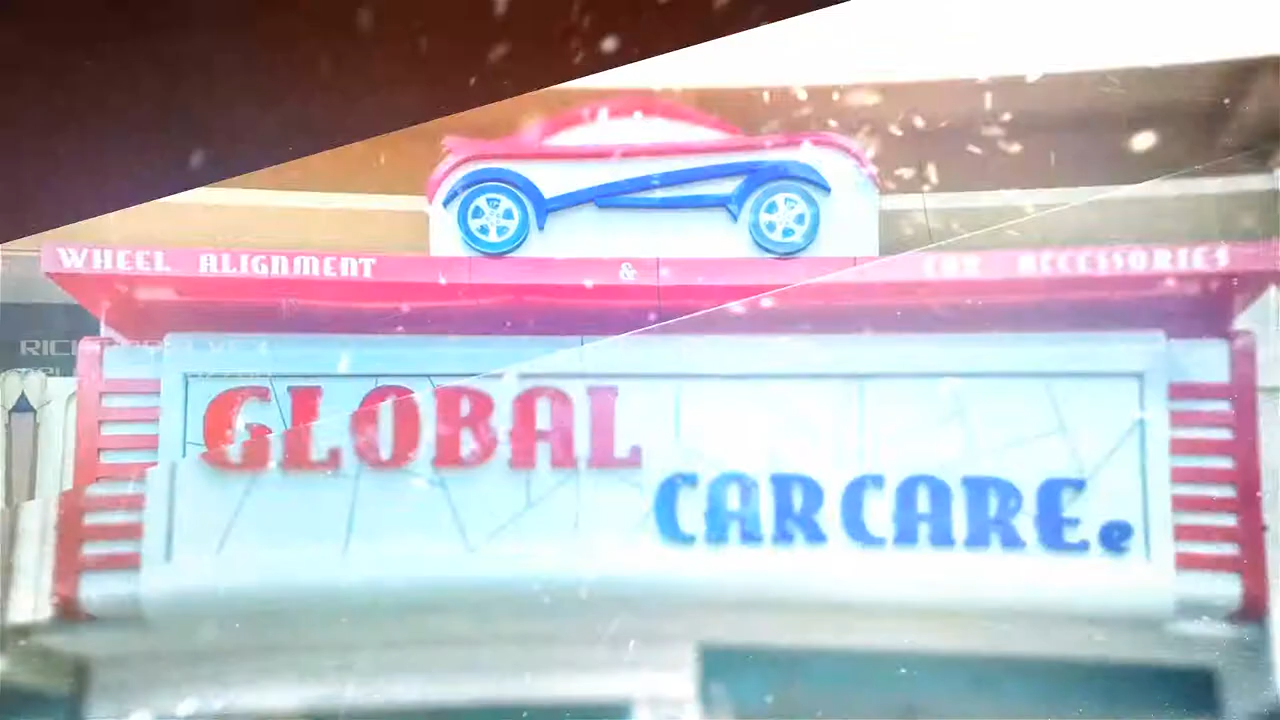 WHEEL ALIGNMENT & CAR ACCESSORIES
GLOBAL
CARCARE
e